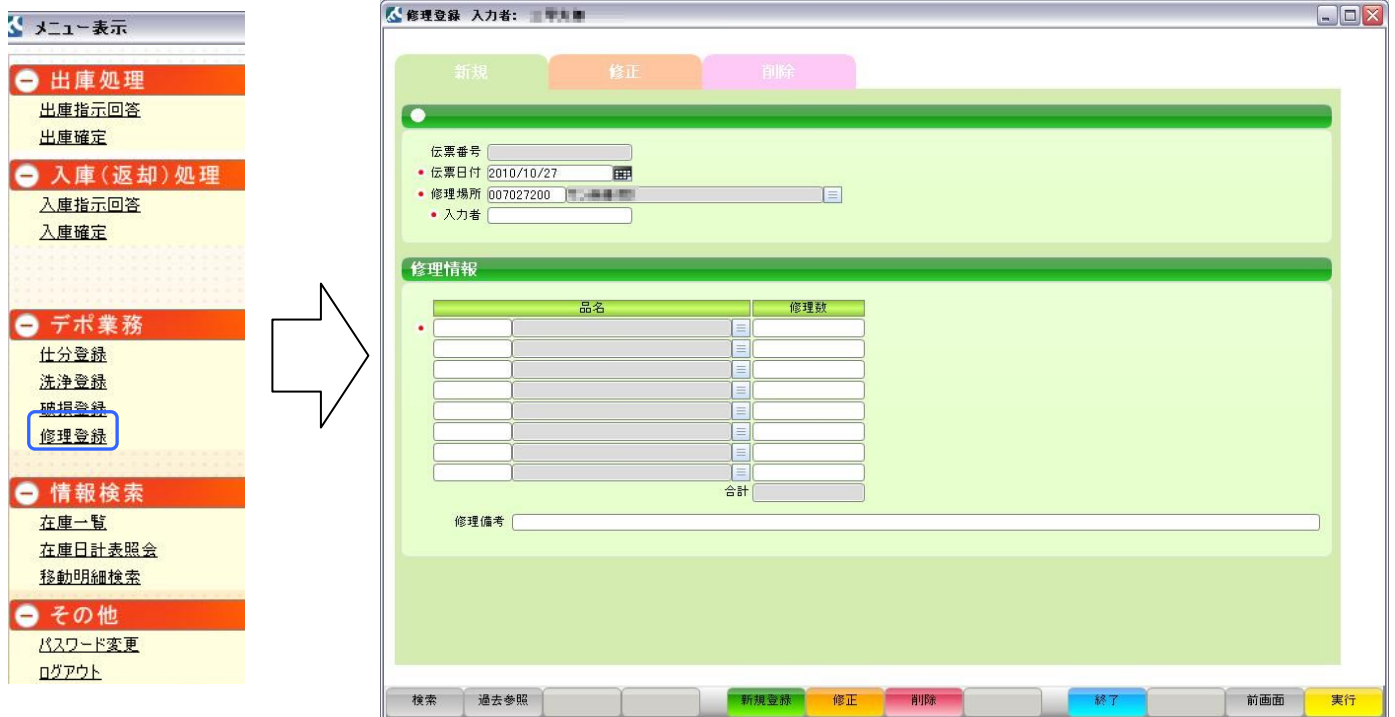 メニュー表示
出庫処理
出庫指示回答
出庫確定
入庫(返却)処理
入庫指示回答
入庫確定
デポ業務
仕分登録
洗浄登録
破損登録
修理登録
情報検索
在庫一覧
在庫日計表照会
移動明細検索
その他
パスワード変更
ログアウト
修理登録 入力者:
新規 修正 削除
伝票番号
伝票日付 2010/10/27
修理場所 007027200
入力者
修理情報
品名 修理数
合計
修理備考
検索 過去参照 新規登録 修正 削除 終了 前画面 実行